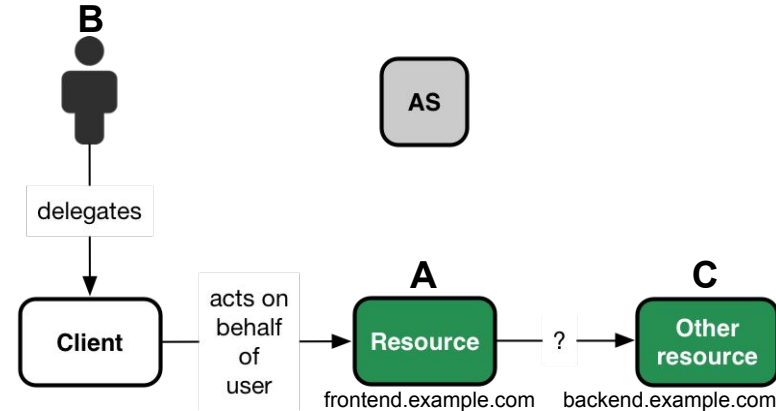 B
AS
delegates
A
C
Client
acts on
behalf
of
user
Resource
?
Other
resource
frontend.example.com
backend.example.com